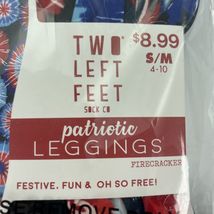 TWO
LEFT
FEET
SOCK CO
$8.99
S/M
4-10
patriotic
LEGGINGS
FIRECRACKER
FESTIVE, FUN & OH SO FREE!